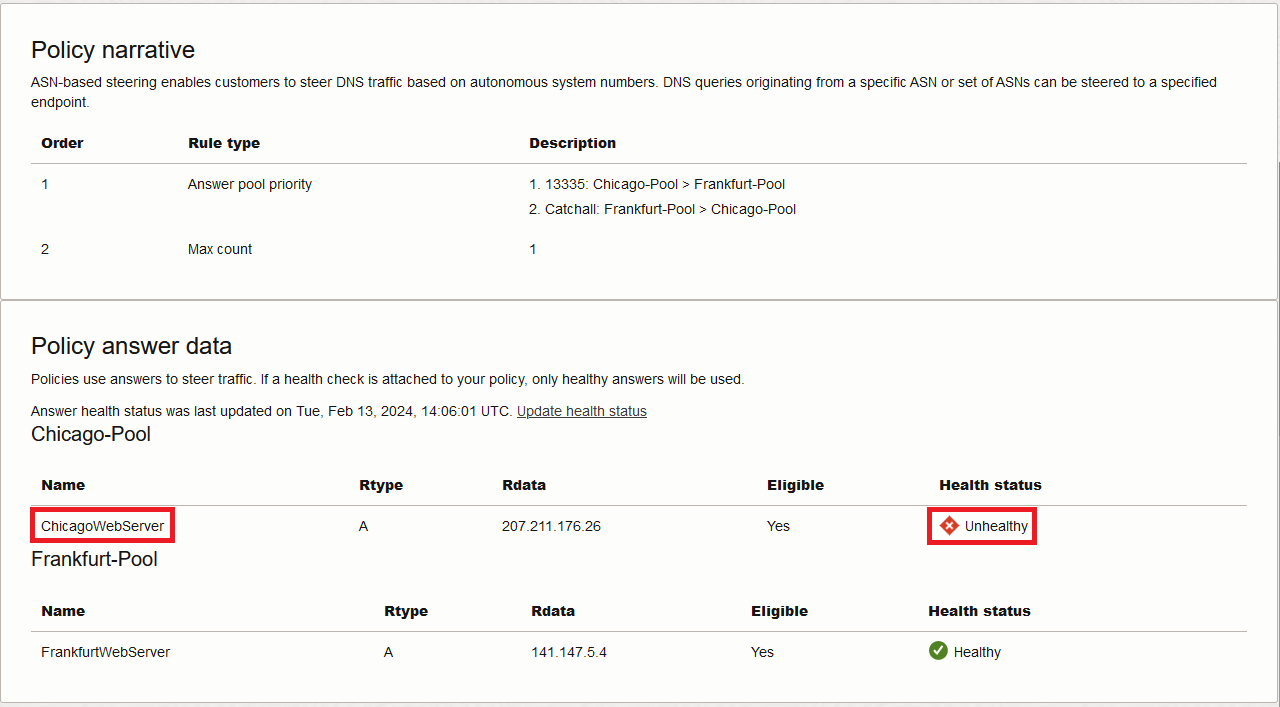 Policy narrative
ASN-based steering enables customers to steer DNS traffic based on autonomous system numbers. DNS queries originating from a specific ASN or set of ASNs can be steered to a specified
endpoint.
Order Rule type Description
1 Answer pool priority 1. 13335: Chicago-Pool > Frankfurt-Pool
2. Catchall: Frankfurt-Pool > Chicago-Pool
2 Max count 1
Policy answer data
Policies use answers to steer traffic. If a health check is attached to your policy, only healthy answers will be used.
Answer health status was last updated on Tue, Feb 13, 2024, 14:06:01 UTC. Update health status
Chicago-Pool
Name Rtype Rdata Eligible Health status
ChicagoWebServer A 207.211.176.26 Yes Unhealthy
Frankfurt-Pool
Name Rtype Rdata Eligible Health status
FrankfurtWebServer A 141.147.5.4 Yes Healthy